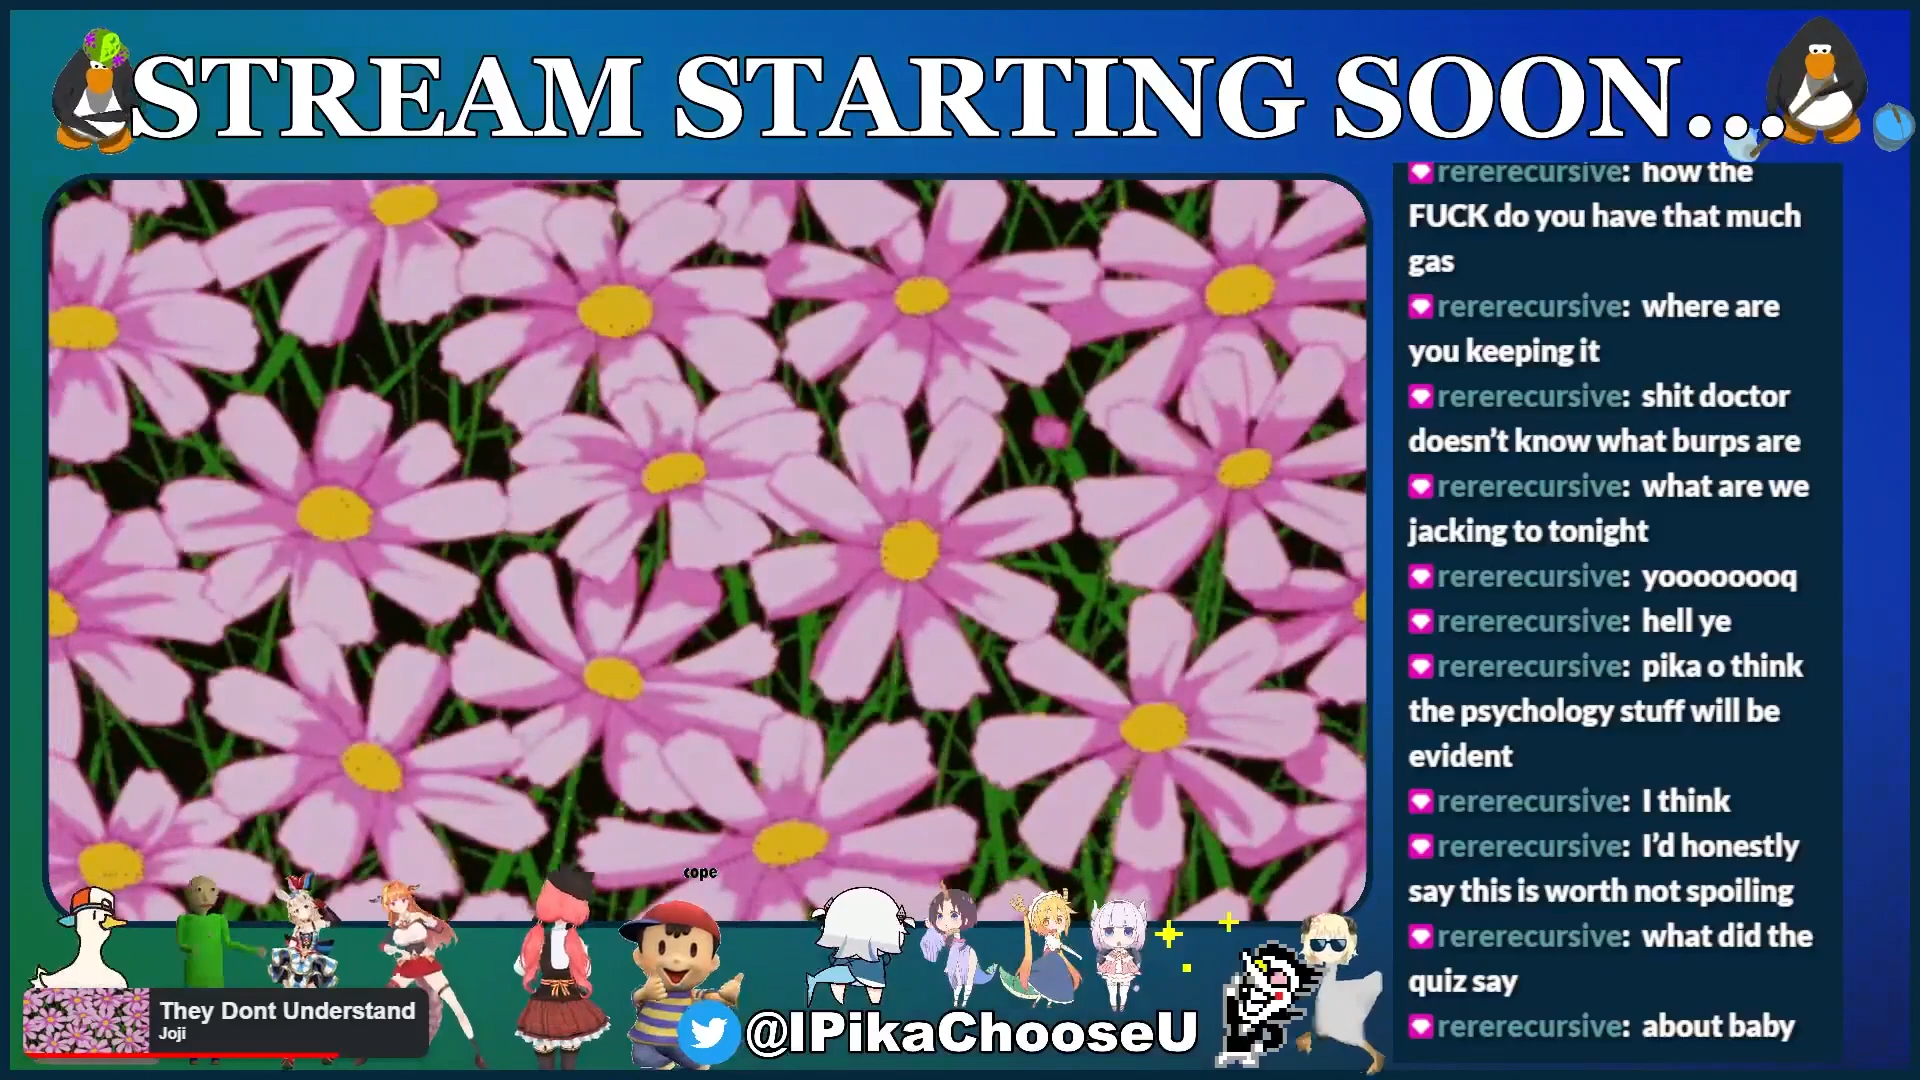 STREAM STARTING SOON...
rererecursive: how the
FUCK do you have that much
gas
rererecursive: where are
you keeping it
rererecursive: shit doctor
doesn't know what burps are
rererecursive: what are we
jacking to tonight
rererecursive: yoooooooq
rererecursive: hell ye
rererecursive: pika o think
the psychology stuff will be
evident
rererecursive: I think
rererecursive: I'd honestly
say this is worth not spoiling
rererecursive: what did the
quiz say
rererecursive: about baby
cope
They Dont Understand
Joji
@IPikaChooseU